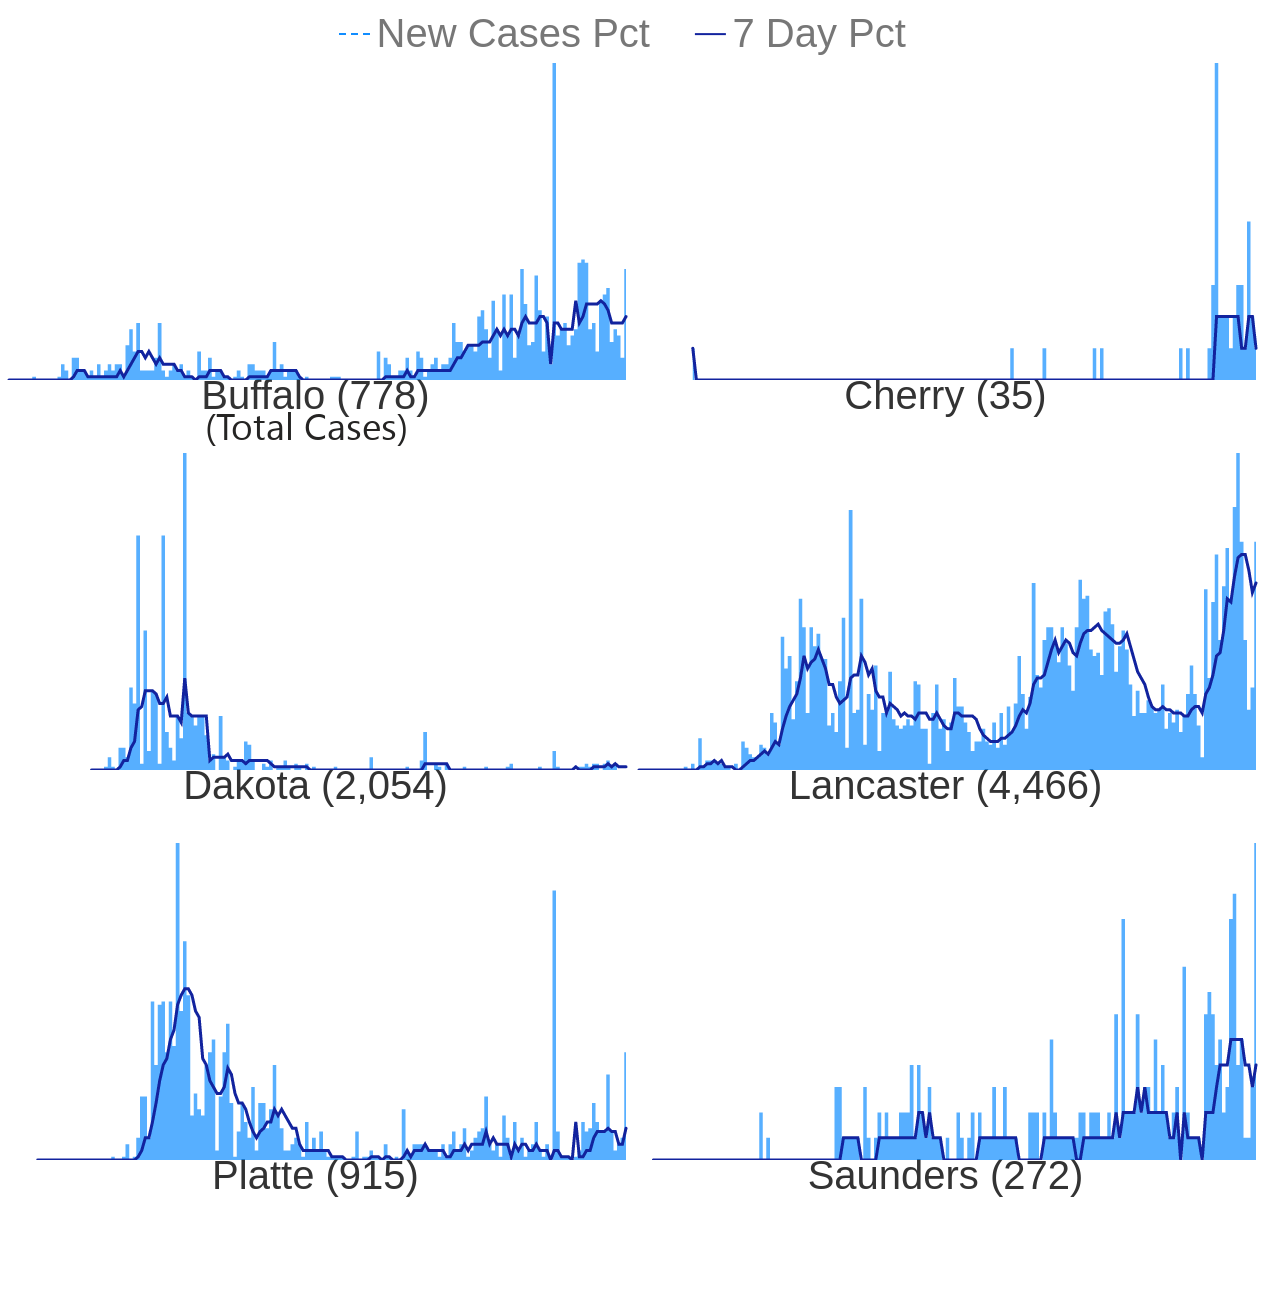 New Cases Pct 7 Day Pct
Buffalo (778) Cherry (35)
(Total Cases)
Dakota (2,054) Lancaster (4,466)
Platte (915) Saunders (272)